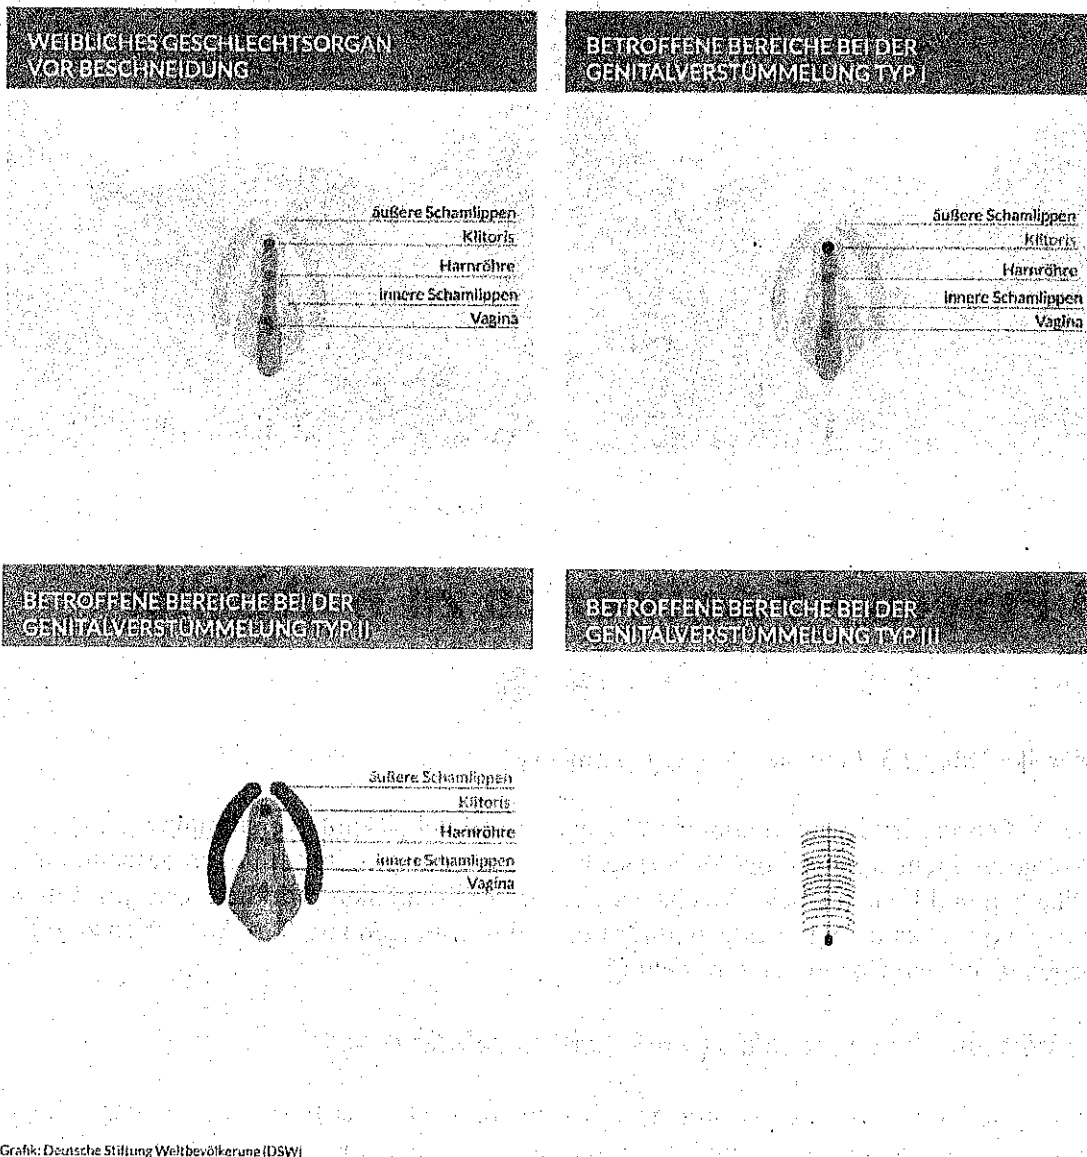 WEIBLICHES GESCHLECHTSORGAN
VOR BESCHNEIDUNG
äußere Schamlippen
Klitoris
Harnröhre
innere Schamlippen
Vagina
BETROFFENE BEREICHE BEI DER
GENITALVERSTÜMMELUNG TYP I
äußere Schamlippen
Klitoris
Harnröhre
innere Schamlippen
Vagina
BETROFFENE BEREICHE BEI DER
GENITALVERSTÜMMELUNG TYP II
äußere Schamlippen
Klitoris
Harnröhre
innere Schamlippen
Vagina
BETROFFENE BEREICHE BEI DER
GENITALVERSTÜMMELUNG TYP III
Grafik: Deutsche Stiftung Weltbevölkerung (DSW)